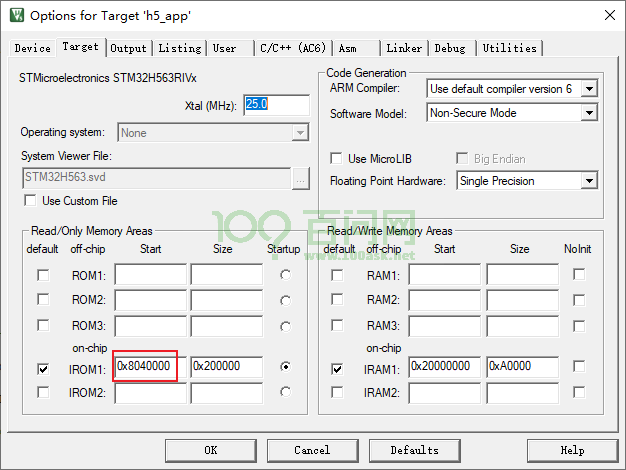 Options for Target 'h5_app'
Device Target Output Listing User C/C++ (AC6) Asm Linker Debug Utilities
STMicroelectronics STM32H563RIVx
Xtal (MHz): 25.0
Operating system: None
System Viewer File:
STM32H563.svd ...
Use Custom File
Code Generation
ARM Compiler: Use default compiler version 6
Software Model: Non-Secure Mode
Use MicroLIB Big Endian
Floating Point Hardware: Single Precision
Read/Only Memory Areas
default off-chip Start Size Startup
ROM1:
ROM2:
ROM3:
on-chip
IROM1: 0x8040000 0x200000
IROM2:
Read/Write Memory Areas
default off-chip Start Size NoInit
RAM1:
RAM2:
RAM3:
on-chip
IRAM1: 0x20000000 0xA0000
IRAM2:
100 百问网
www.100ask.net
OK Cancel Defaults Help